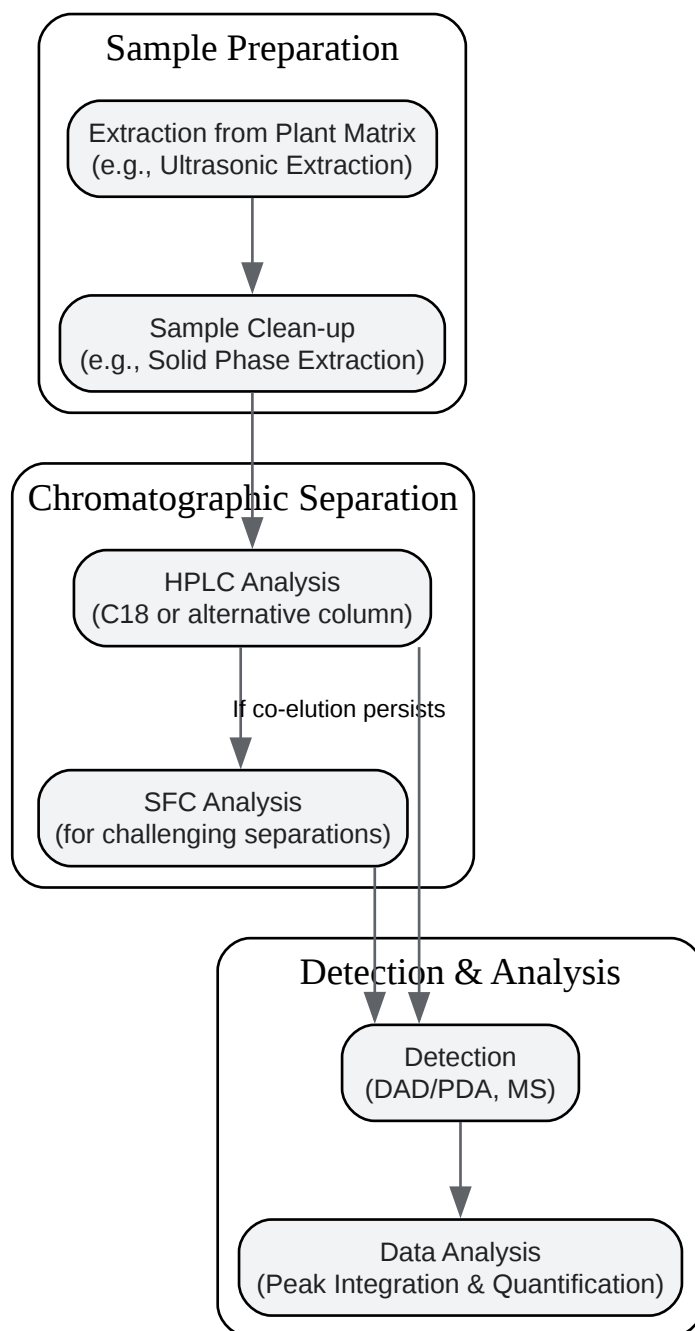 Sample Preparation
Extraction from Plant Matrix
(e.g., Ultrasonic Extraction)
Sample Clean-up
(e.g., Solid Phase Extraction)
Chromatographic Separation
HPLC Analysis
(C18 or alternative column)
If co-elution persists
SFC Analysis
(for challenging separations)
Detection & Analysis
Detection
(DAD/PDA, MS)
Data Analysis
(Peak Integration & Quantification)